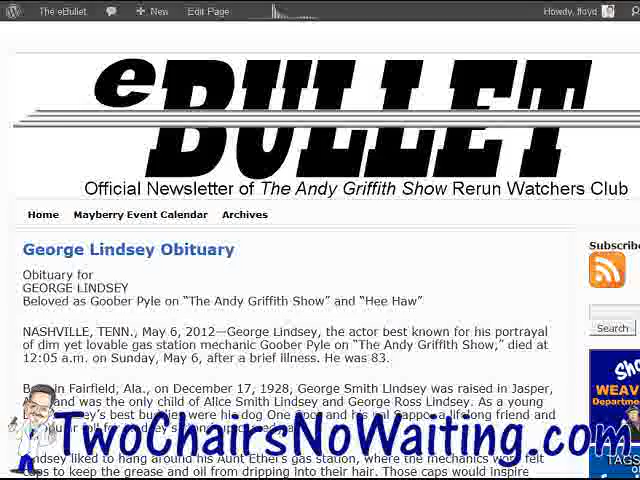 The eBullet New Edit Page Howdy, floyd
eBULLET
Official Newsletter of The Andy Griffith Show Rerun Watchers Club
Home Mayberry Event Calendar Archives
George Lindsey Obituary
Subscribe
Obituary for
GEORGE LINDSEY
Beloved as Goober Pyle on “The Andy Griffith Show” and “Hee Haw”
NASHVILLE, TENN., May 6, 2012—George Lindsey, the actor best known for his portrayal
of dim yet lovable gas station mechanic Goober Pyle on “The Andy Griffith Show,” died at
12:05 a.m. on Sunday, May 6, after a brief illness. He was 83.
Search
in Fairfield, Ala., on December 17, 1928, George Smith Lindsey was raised in Jasper,
and was the only child of Alice Smith Lindsey and George Ross Lindsey. As a young
best buddies were his dog One Spot and his pal Sappo, a lifelong friend and
TwoChairsNoWaiting.com
liked to hang around his Aunt Ethel's gas station, where the mechanics wore felt
caps to keep the grease and oil from dripping into their hair. Those caps would inspire
WEAV
Department
TAGS